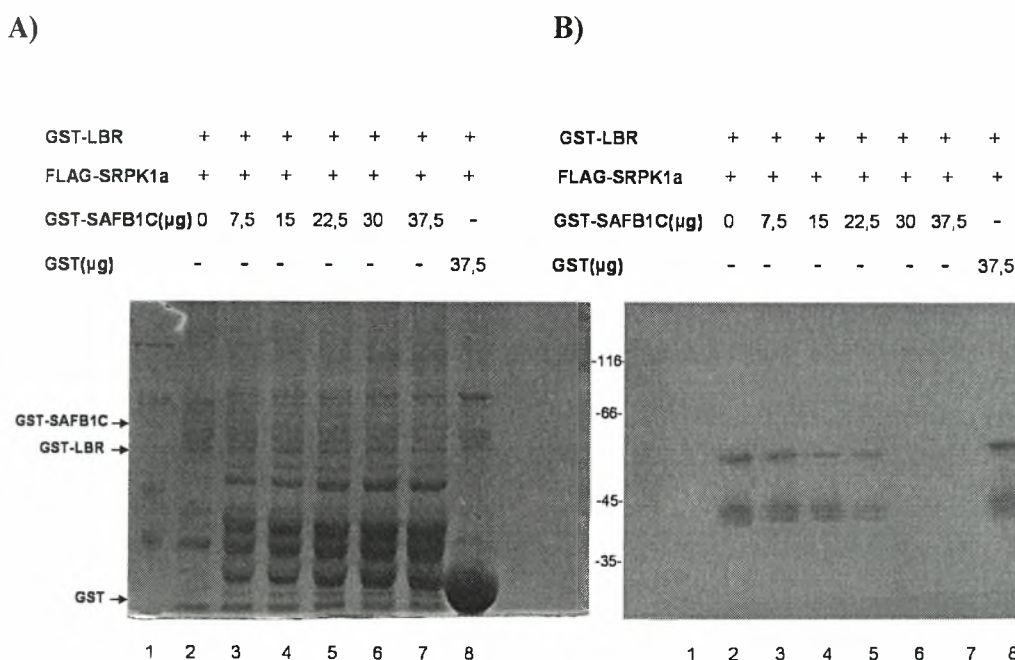 A)
GST-LBR + + + + + + +
FLAG-SRPK1a + + + + + + +
GST-SAFB1C(µg) 0 7,5 15 22,5 30 37,5 -
GST(µg) - - - - - - 37,5
GST-SAFB1C
GST-LBR
GST
1 2 3 4 5 6 7 8
B)
GST-LBR + + + + + + +
FLAG-SRPK1a + + + + + + +
GST-SAFB1C(µg) 0 7,5 15 22,5 30 37,5 -
GST(µg) - - - - - - 37,5
-116-
-66-
-45-
-35-
1 2 3 4 5 6 7 8